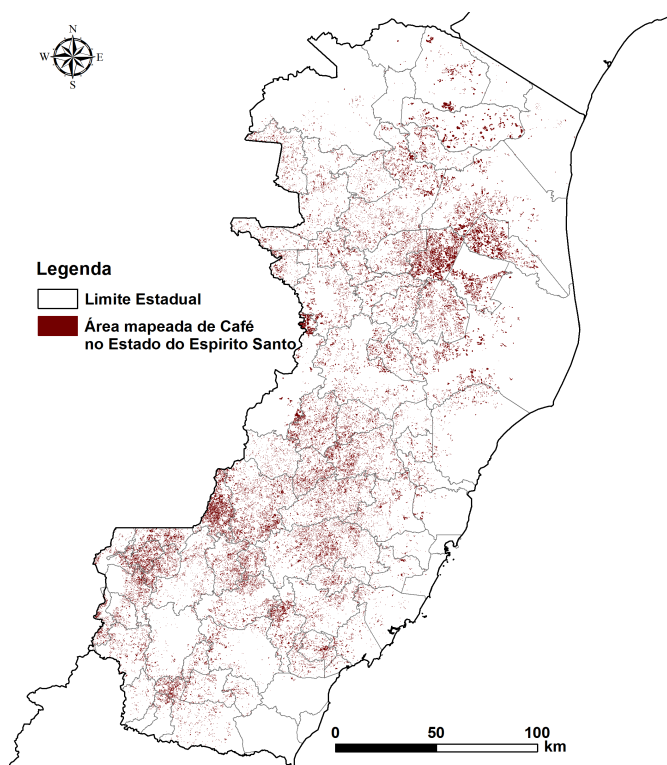 N
W E
S
Legenda
Limite Estadual
Área mapeada de Café
no Estado do Espirito Santo
0 50 100
km